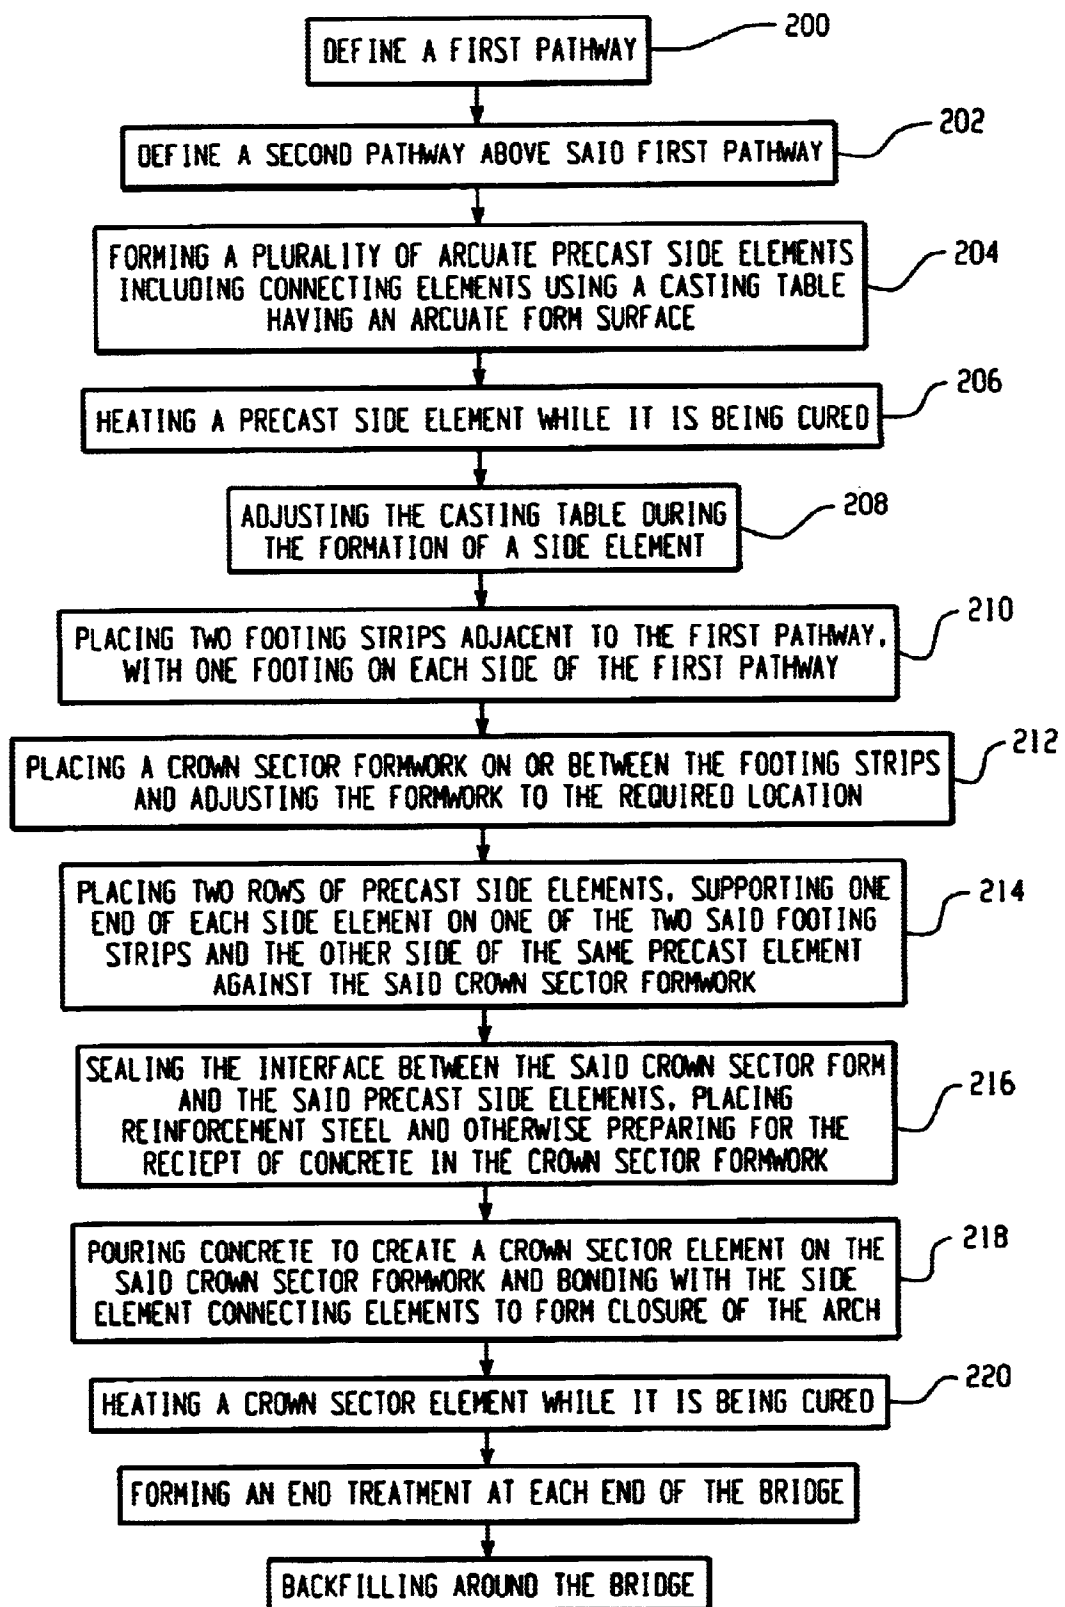 DEFINE A FIRST PATHWAY
200
DEFINE A SECOND PATHWAY ABOVE SAID FIRST PATHWAY
202
FORMING A PLURALITY OF ARCUATE PRECAST SIDE ELEMENTS
INCLUDING CONNECTING ELEMENTS USING A CASTING TABLE
HAVING AN ARCUATE FORM SURFACE
204
HEATING A PRECAST SIDE ELEMENT WHILE IT IS BEING CURED
206
ADJUSTING THE CASTING TABLE DURING
THE FORMATION OF A SIDE ELEMENT
208
PLACING TWO FOOTING STRIPS ADJACENT TO THE FIRST PATHWAY,
WITH ONE FOOTING ON EACH SIDE OF THE FIRST PATHWAY
210
PLACING A CROWN SECTOR FORMWORK ON OR BETWEEN THE FOOTING STRIPS
AND ADJUSTING THE FORMWORK TO THE REQUIRED LOCATION
212
PLACING TWO ROWS OF PRECAST SIDE ELEMENTS, SUPPORTING ONE
END OF EACH SIDE ELEMENT ON ONE OF THE TWO SAID FOOTING
STRIPS AND THE OTHER SIDE OF THE SAME PRECAST ELEMENT
AGAINST THE SAID CROWN SECTOR FORMWORK
214
SEALING THE INTERFACE BETWEEN THE SAID CROWN SECTOR FORM
AND THE SAID PRECAST SIDE ELEMENTS, PLACING
REINFORCEMENT STEEL AND OTHERWISE PREPARING FOR THE
RECIEPT OF CONCRETE IN THE CROWN SECTOR FORMWORK
216
POURING CONCRETE TO CREATE A CROWN SECTOR ELEMENT ON THE
SAID CROWN SECTOR FORMWORK AND BONDING WITH THE SIDE
ELEMENT CONNECTING ELEMENTS TO FORM CLOSURE OF THE ARCH
218
HEATING A CROWN SECTOR ELEMENT WHILE IT IS BEING CURED
220
FORMING AN END TREATMENT AT EACH END OF THE BRIDGE
BACKFILLING AROUND THE BRIDGE